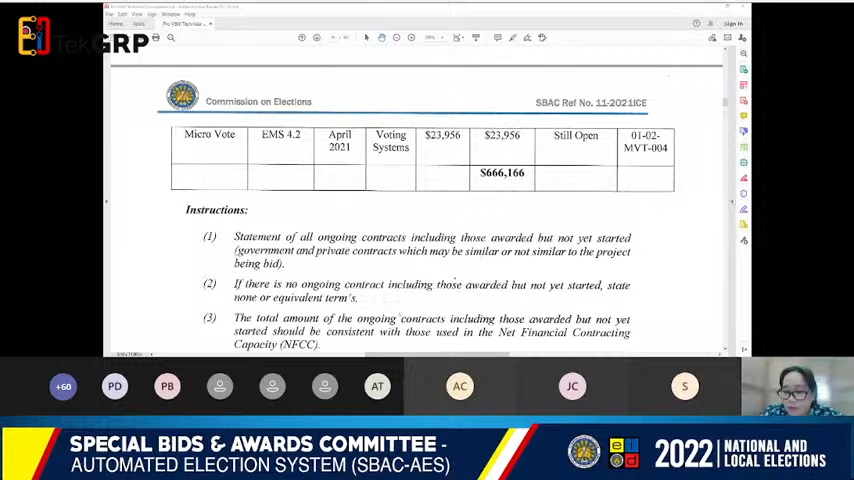 TekGRP
Home Tools
Sign In
Commission on Elections
SBAC Ref No. 11-2021ICE
Micro Vote EMS 4.2 April 2021 Voting Systems $23,956 $23,956 Still Open 01-02-MVT-004
$666,166
Instructions:
(1) Statement of all ongoing contracts including those awarded but not yet started
(government and private contracts which may be similar or not similar to the project
being bid).
(2) If there is no ongoing contract including those awarded but not yet started, state
none or equivalent term's.
(3) The total amount of the ongoing contracts including those awarded but not yet
started should be consistent with those used in the Net Financial Contracting
Capacity (NFCC).
+60 PD PB AT AC JC S
SPECIAL BIDS & AWARDS COMMITTEE -
AUTOMATED ELECTION SYSTEM (SBAC-AES)
2022 NATIONAL AND
LOCAL ELECTIONS